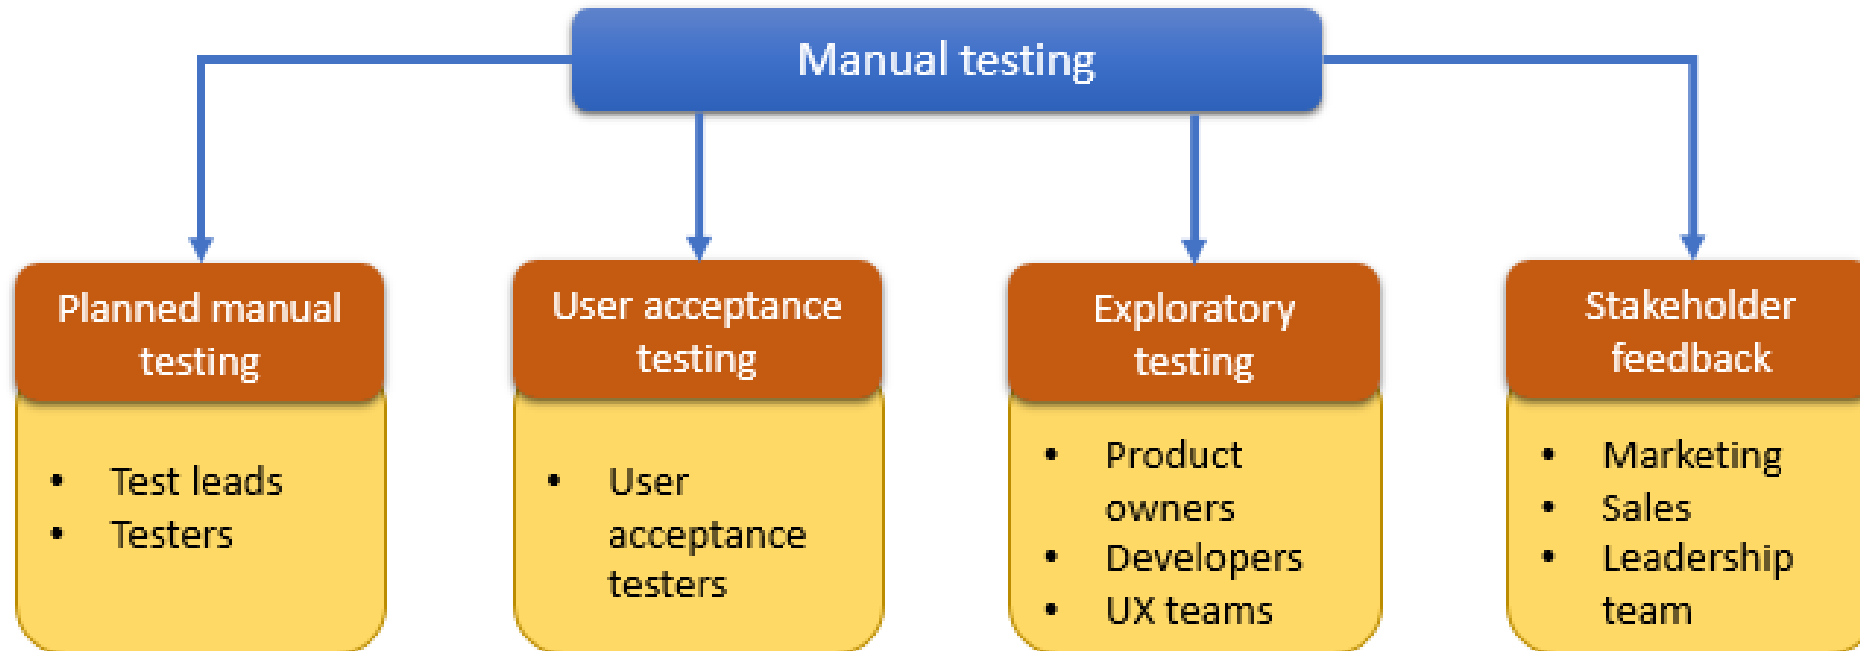 Manual testing
Planned manual
testing
• Test leads
• Testers
User acceptance
testing
• User
acceptance
testers
Exploratory
testing
• Product
owners
• Developers
• UX teams
Stakeholder
feedback
• Marketing
• Sales
• Leadership
team